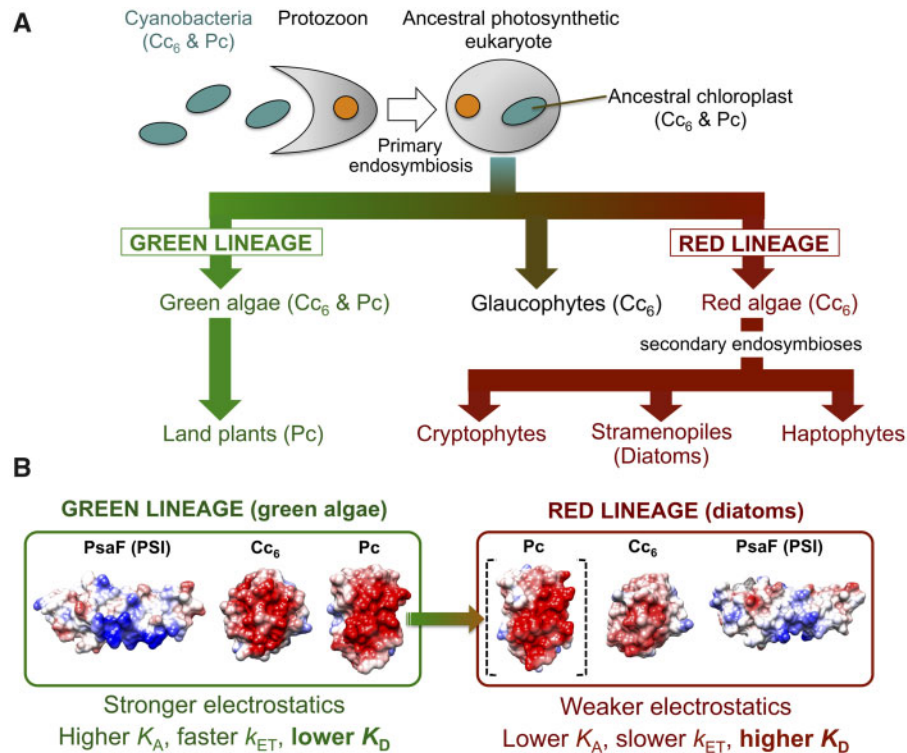 A
Cyanobacteria
(Cc6 & Pc)
Protozoon
Ancestral photosynthetic
eukaryote
Ancestral chloroplast
(Cc6 & Pc)
Primary
endosymbiosis
GREEN LINEAGE
RED LINEAGE
Green algae (Cc6 & Pc)
Glaucophytes (Cc6)
Red algae (Cc6)
secondary endosymbioses
Land plants (Pc)
Cryptophytes
Stramenopiles
(Diatoms)
Haptophytes
B
GREEN LINEAGE (green algae)
PsaF (PSI)
Cc6
Pc
Stronger electrostatics
Higher KA, faster kET, lower KD
RED LINEAGE (diatoms)
Pc
Cc6
PsaF (PSI)
Weaker electrostatics
Lower KA, slower kET, higher KD